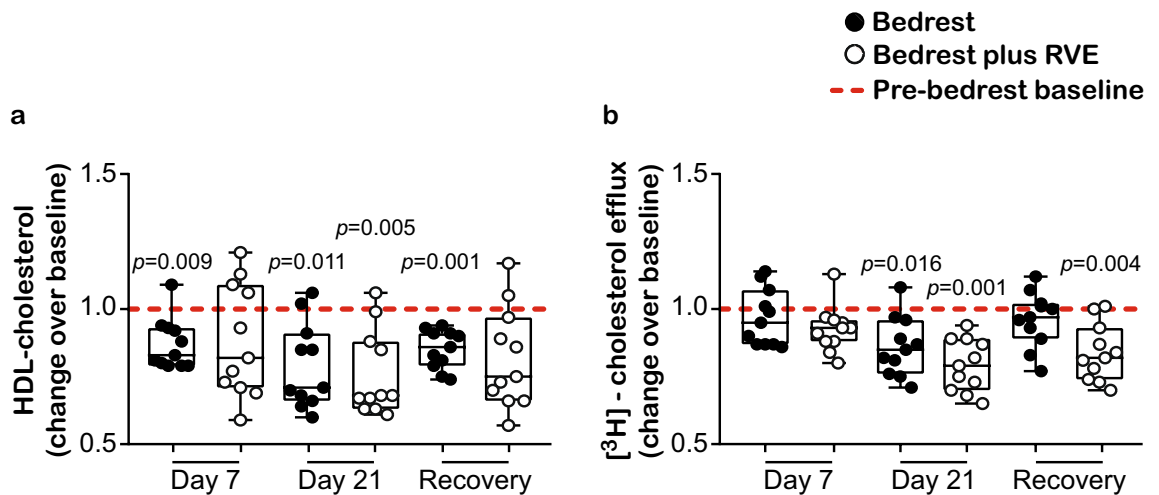 Bedrest
Bedrest plus RVE
Pre-bedrest baseline
a
HDL-cholesterol
(change over baseline)
1.5
1.0
0.5
p=0.009
p=0.011
p=0.005
p=0.001
Day 7
Day 21
Recovery
b
[³H] - cholesterol efflux
(change over baseline)
1.5
1.0
0.5
p=0.016
p=0.001
p=0.004
Day 7
Day 21
Recovery